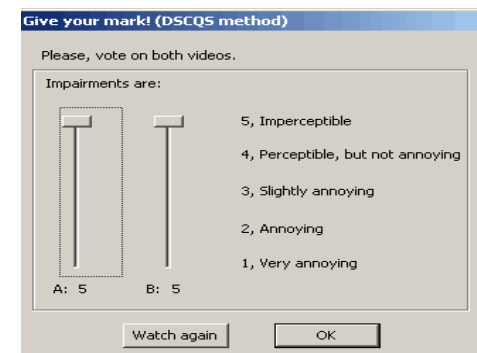 Give your mark! (DSCQS method)
Please, vote on both videos.
Impairments are:
5, Imperceptible
4, Perceptible, but not annoying
3, Slightly annoying
2, Annoying
1, Very annoying
A: 5 B: 5
Watch again OK